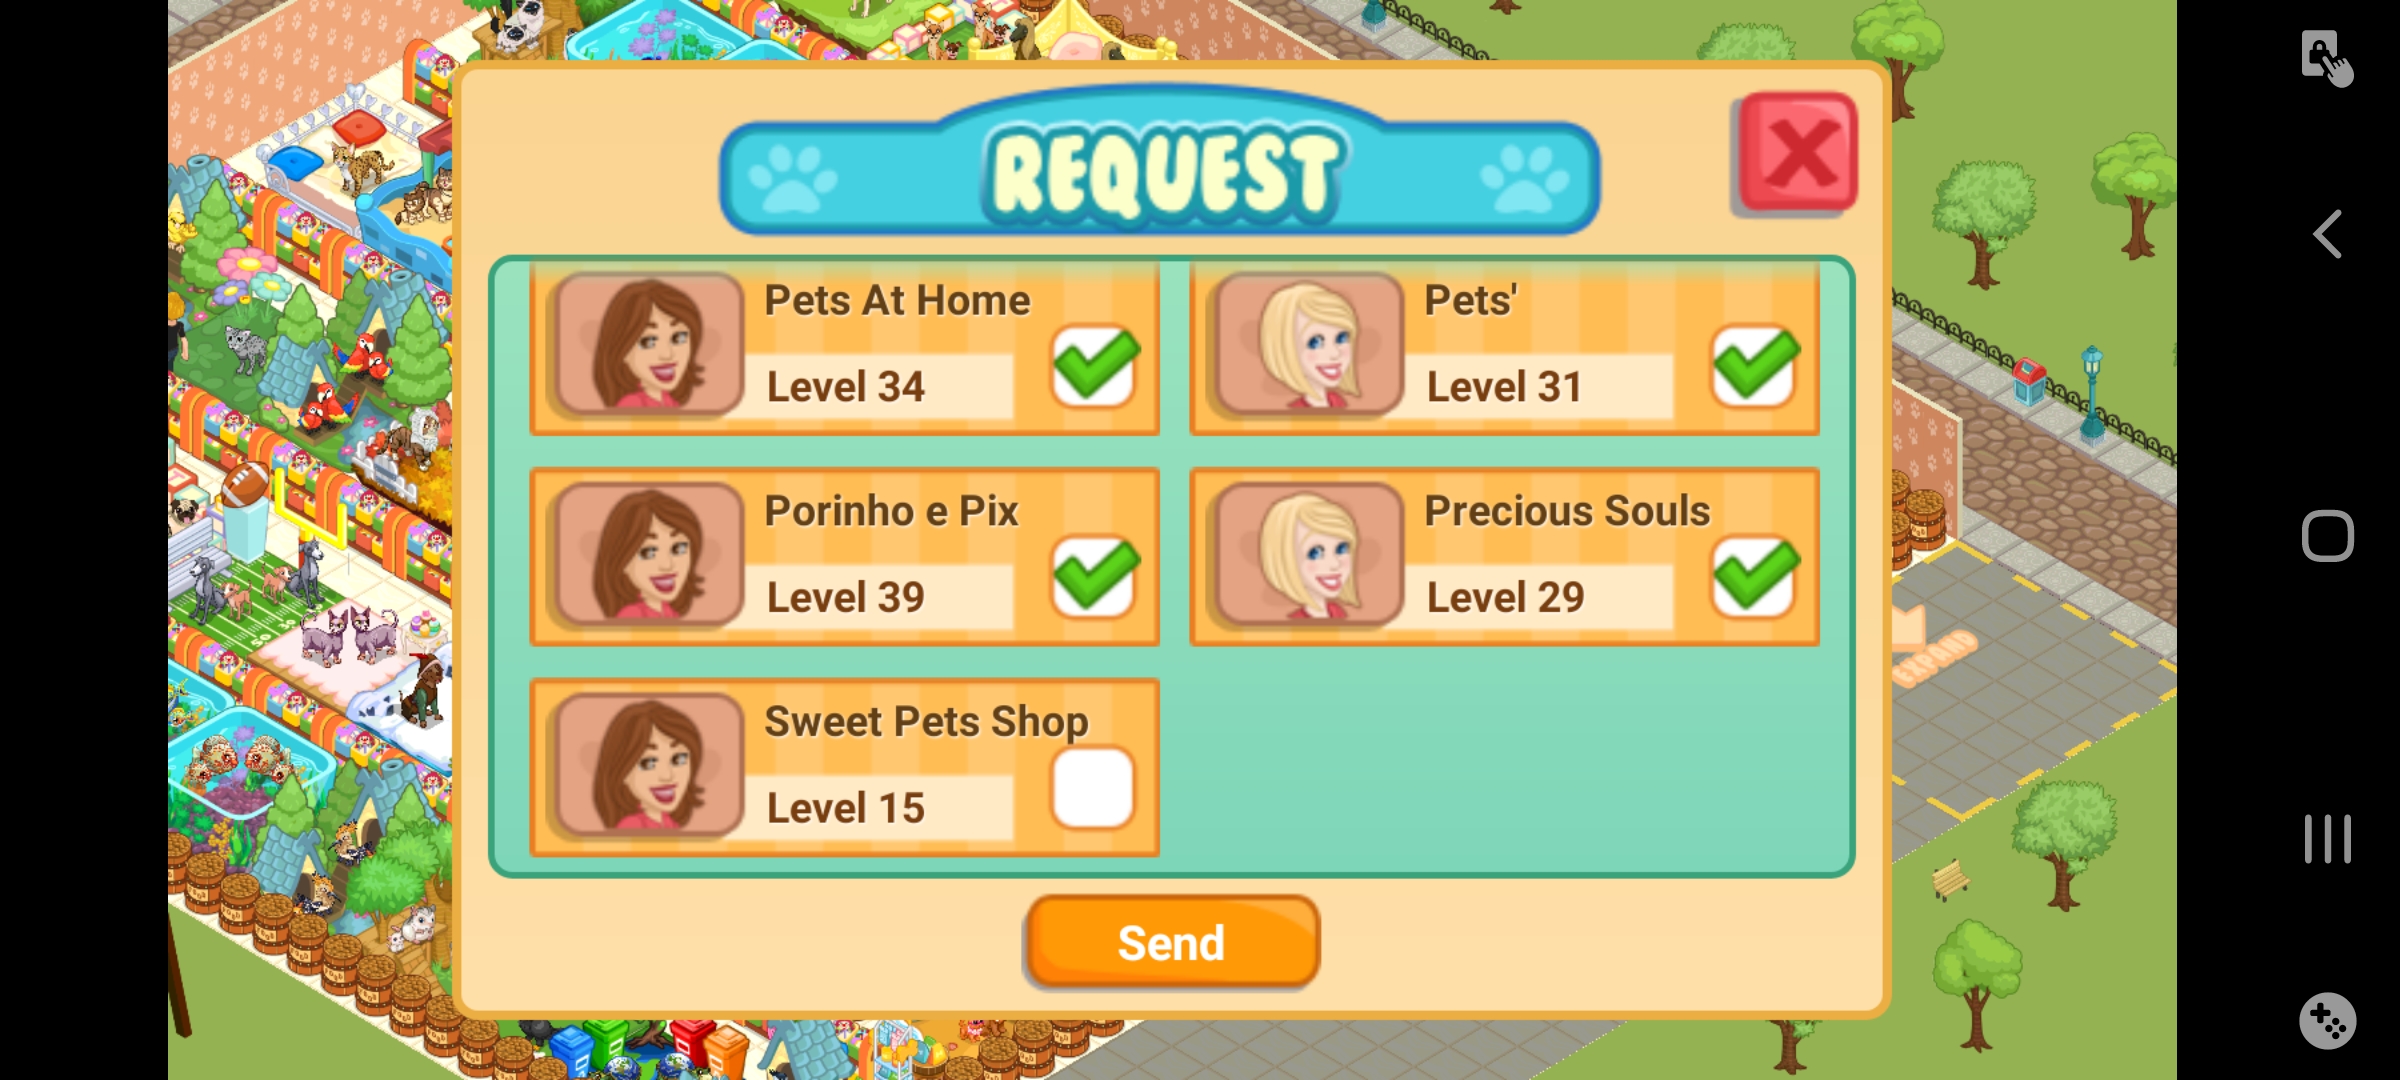 REQUEST
Pets At Home
Level 34
Pets'
Level 31
Porinho e Pix
Level 39
Precious Souls
Level 29
Sweet Pets Shop
Level 15
Send
EXPAND